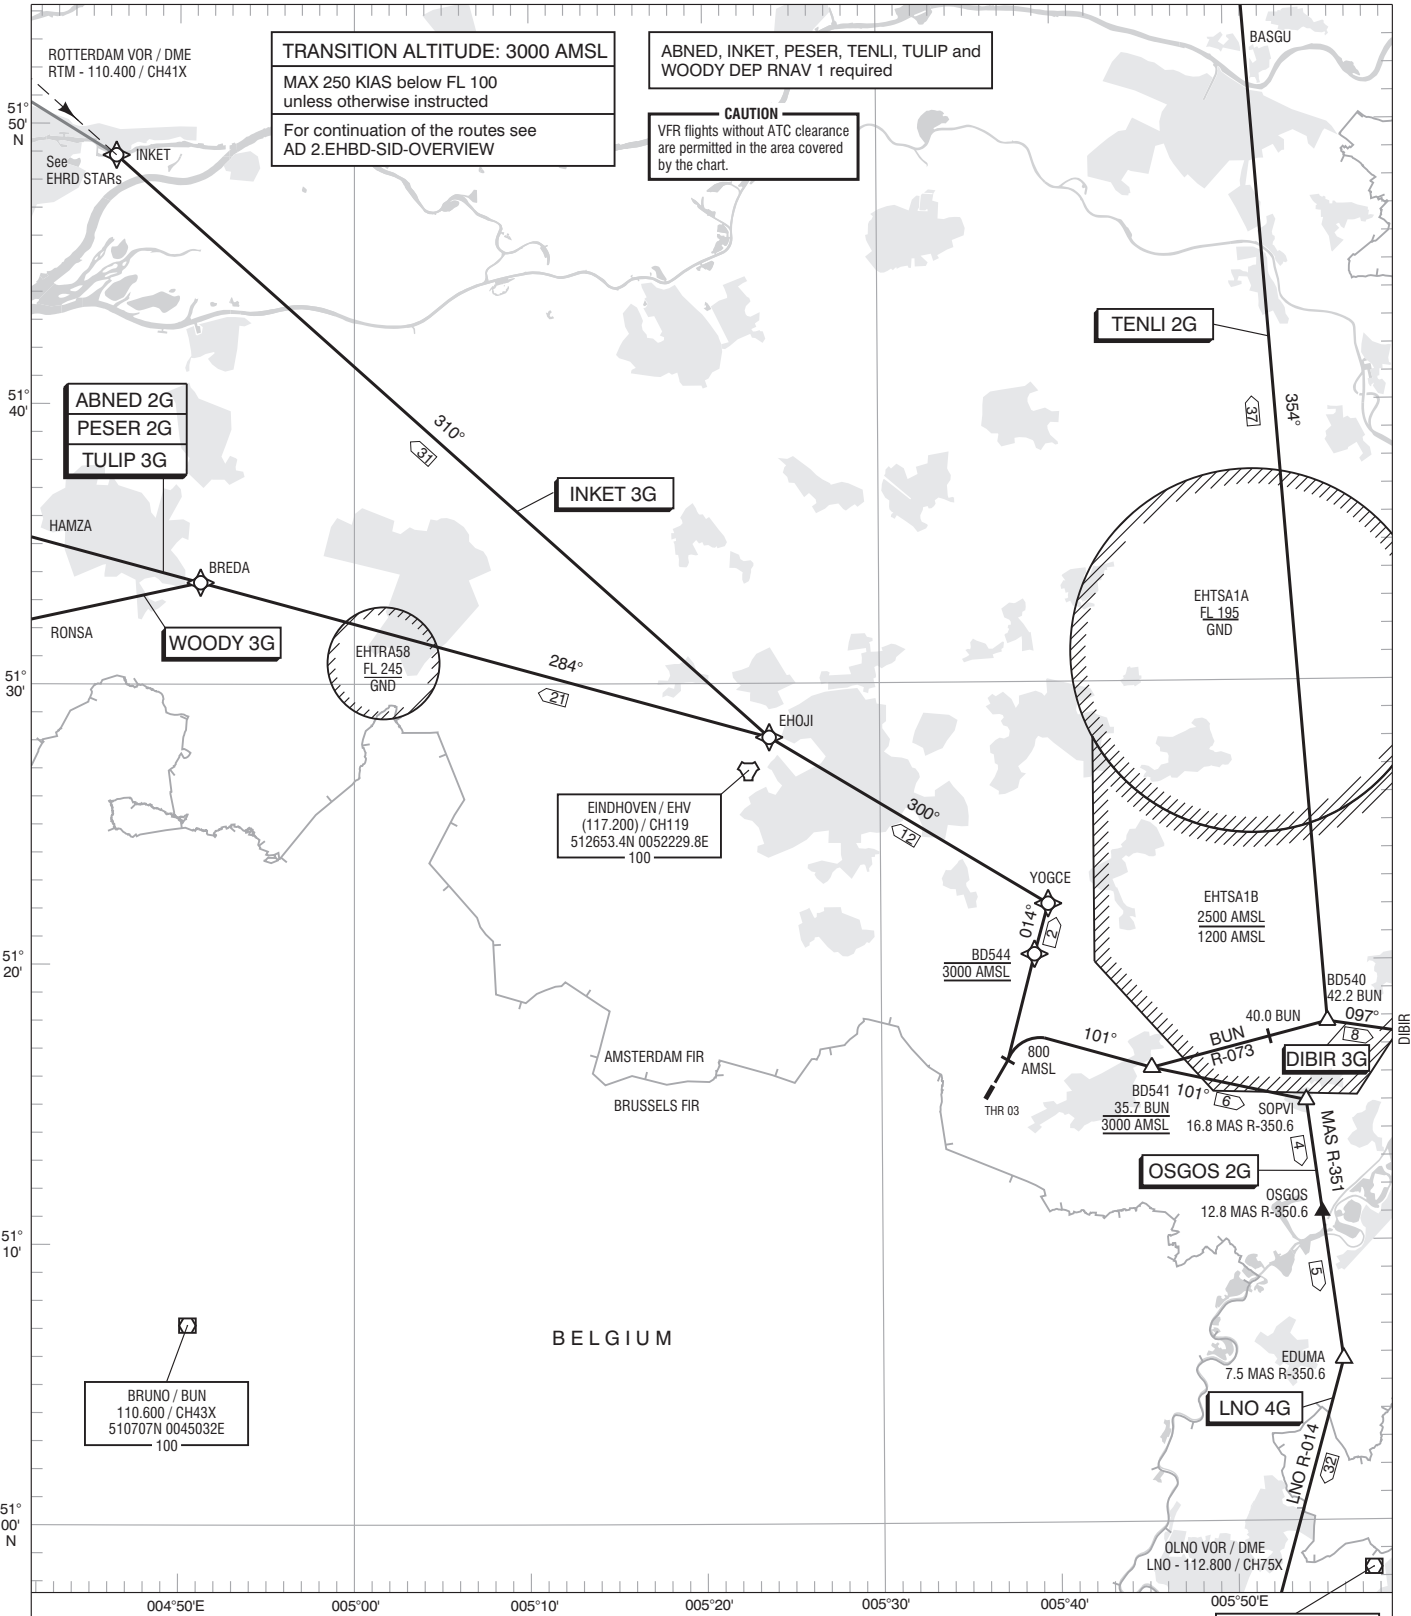 BASGU
ROTTERDAM VOR / DME
RTM - 110.400 / CH41X
TRANSITION ALTITUDE: 3000 AMSL
MAX 250 KIAS below FL 100
unless otherwise instructed
For continuation of the routes see
AD 2.EHBD-SID-OVERVIEW
ABNED, INKET, PESER, TENLI, TULIP and
WOODY DEP RNAV 1 required
CAUTION
VFR flights without ATC clearance
are permitted in the area covered
by the chart.
51°
50'
N
INKET
See
EHRD STARs
TENLI 2G
51°
40'
ABNED 2G
PESER 2G
TULIP 3G
310°
31
37
354°
INKET 3G
HAMZA
BREDA
RONSA
WOODY 3G
EHTRA58
FL 245
GND
284°
21
EHTSA1A
FL 195
GND
51°
30'
EHOJI
EINDHOVEN / EHV
(117.200) / CH119
512653.4N 0052229.8E
100
300°
12
YOGCE
014°
2
EHTSA1B
2500 AMSL
1200 AMSL
51°
20'
BD544
3000 AMSL
BD540
42.2 BUN
40.0 BUN
097°
8
DIBIR
101°
BUN
R-073
DIBIR 3G
800
AMSL
AMSTERDAM FIR
BRUSSELS FIR
THR 03
BD541
35.7 BUN
3000 AMSL
101°
6
SOPVI
16.8 MAS R-350.6
MAS R-351
4
OSGOS 2G
OSGOS
12.8 MAS R-350.6
51°
10'
5
BELGIUM
EDUMA
7.5 MAS R-350.6
BRUNO / BUN
110.600 / CH43X
510707N 0045032E
100
LNO 4G
LNO R-014
32
51°
00'
N
OLNO VOR / DME
LNO - 112.800 / CH75X
004°50'E
005°00'
005°10'
005°20'
005°30'
005°40'
005°50'E